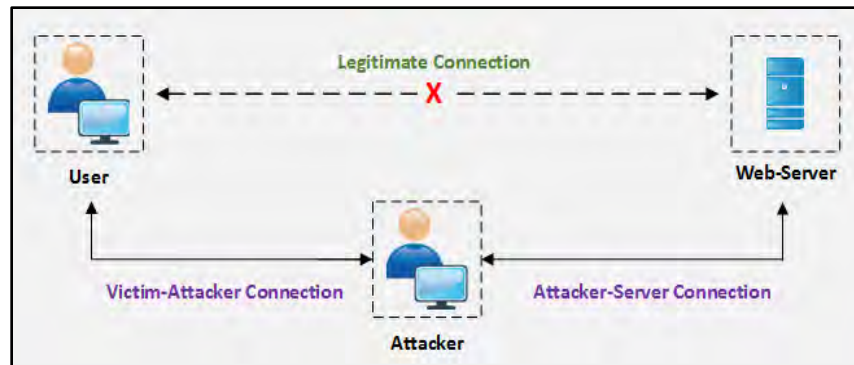 Legitimate Connection
X
User
Web-Server
Victim-Attacker Connection
Attacker-Server Connection
Attacker